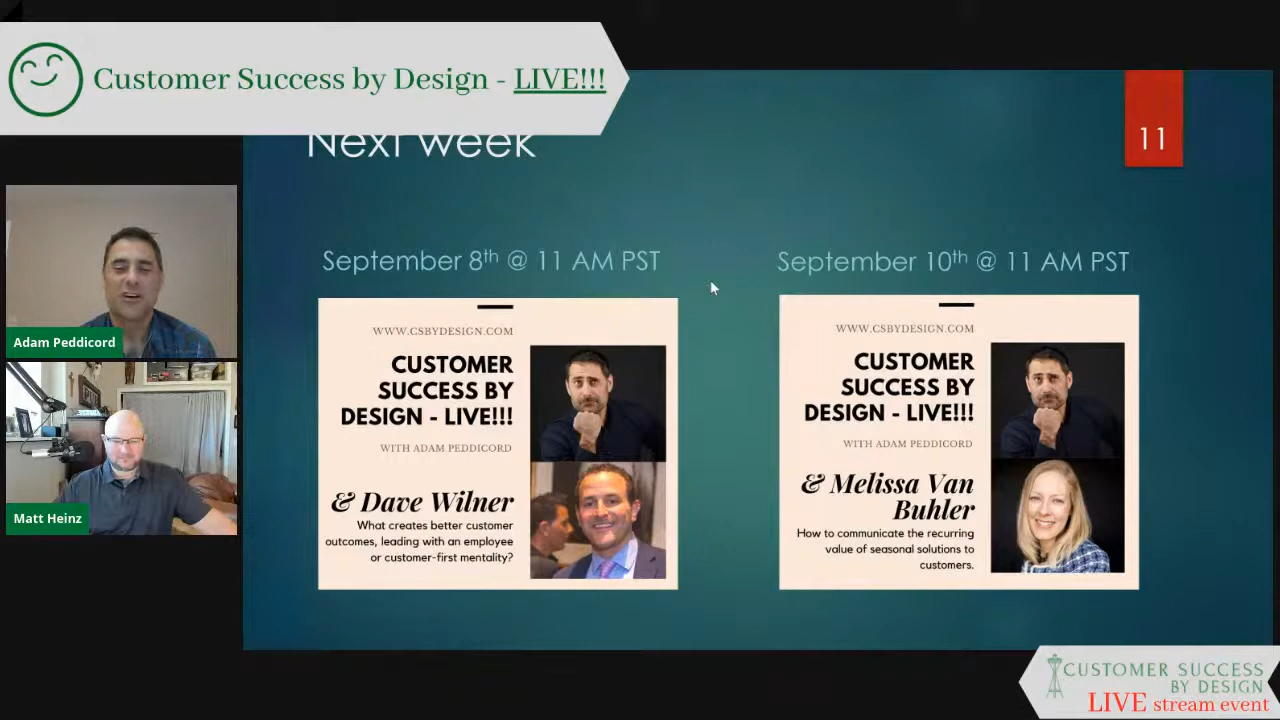 Customer Success by Design - LIVE!!!
Next week
11
Adam Peddicord
Matt Heinz
September 8th @ 11 AM PST
WWW.CSBYDESIGN.COM
CUSTOMER
SUCCESS BY
DESIGN - LIVE!!!
WITH ADAM PEDDICORD
& Dave Wilner
What creates better customer
outcomes, leading with an employee
or customer-first mentality?
September 10th @ 11 AM PST
WWW.CSBYDESIGN.COM
CUSTOMER
SUCCESS BY
DESIGN - LIVE!!!
WITH ADAM PEDDICORD
& Melissa Van
Buhler
How to communicate the recurring
value of seasonal solutions to
customers.
CUSTOMER SUCCESS
BY DESIGN
LIVE stream event